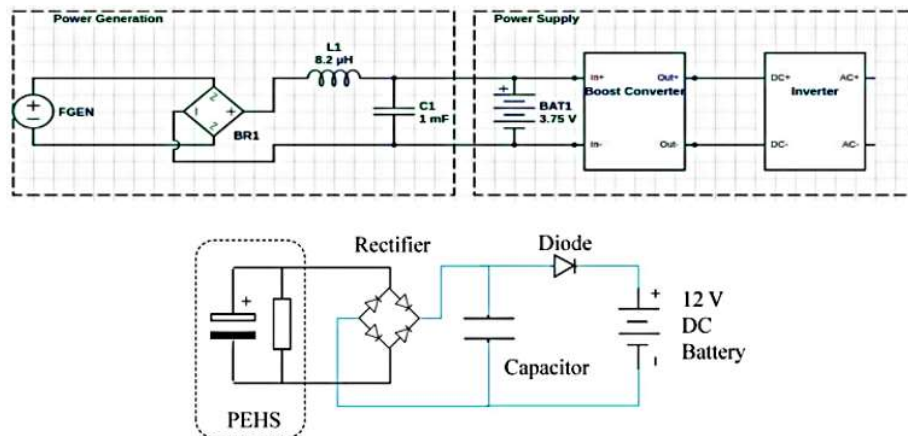 Power Generation
Power Supply
L1
8.2 µH
FGEN
BR1
C1
1 mF
BAT1
3.75 V
In+
Out+
Boost Converter
In-
Out-
DC+
AC+
Inverter
DC-
AC-
Rectifier
Diode
12 V
DC
Battery
Capacitor
PEHS